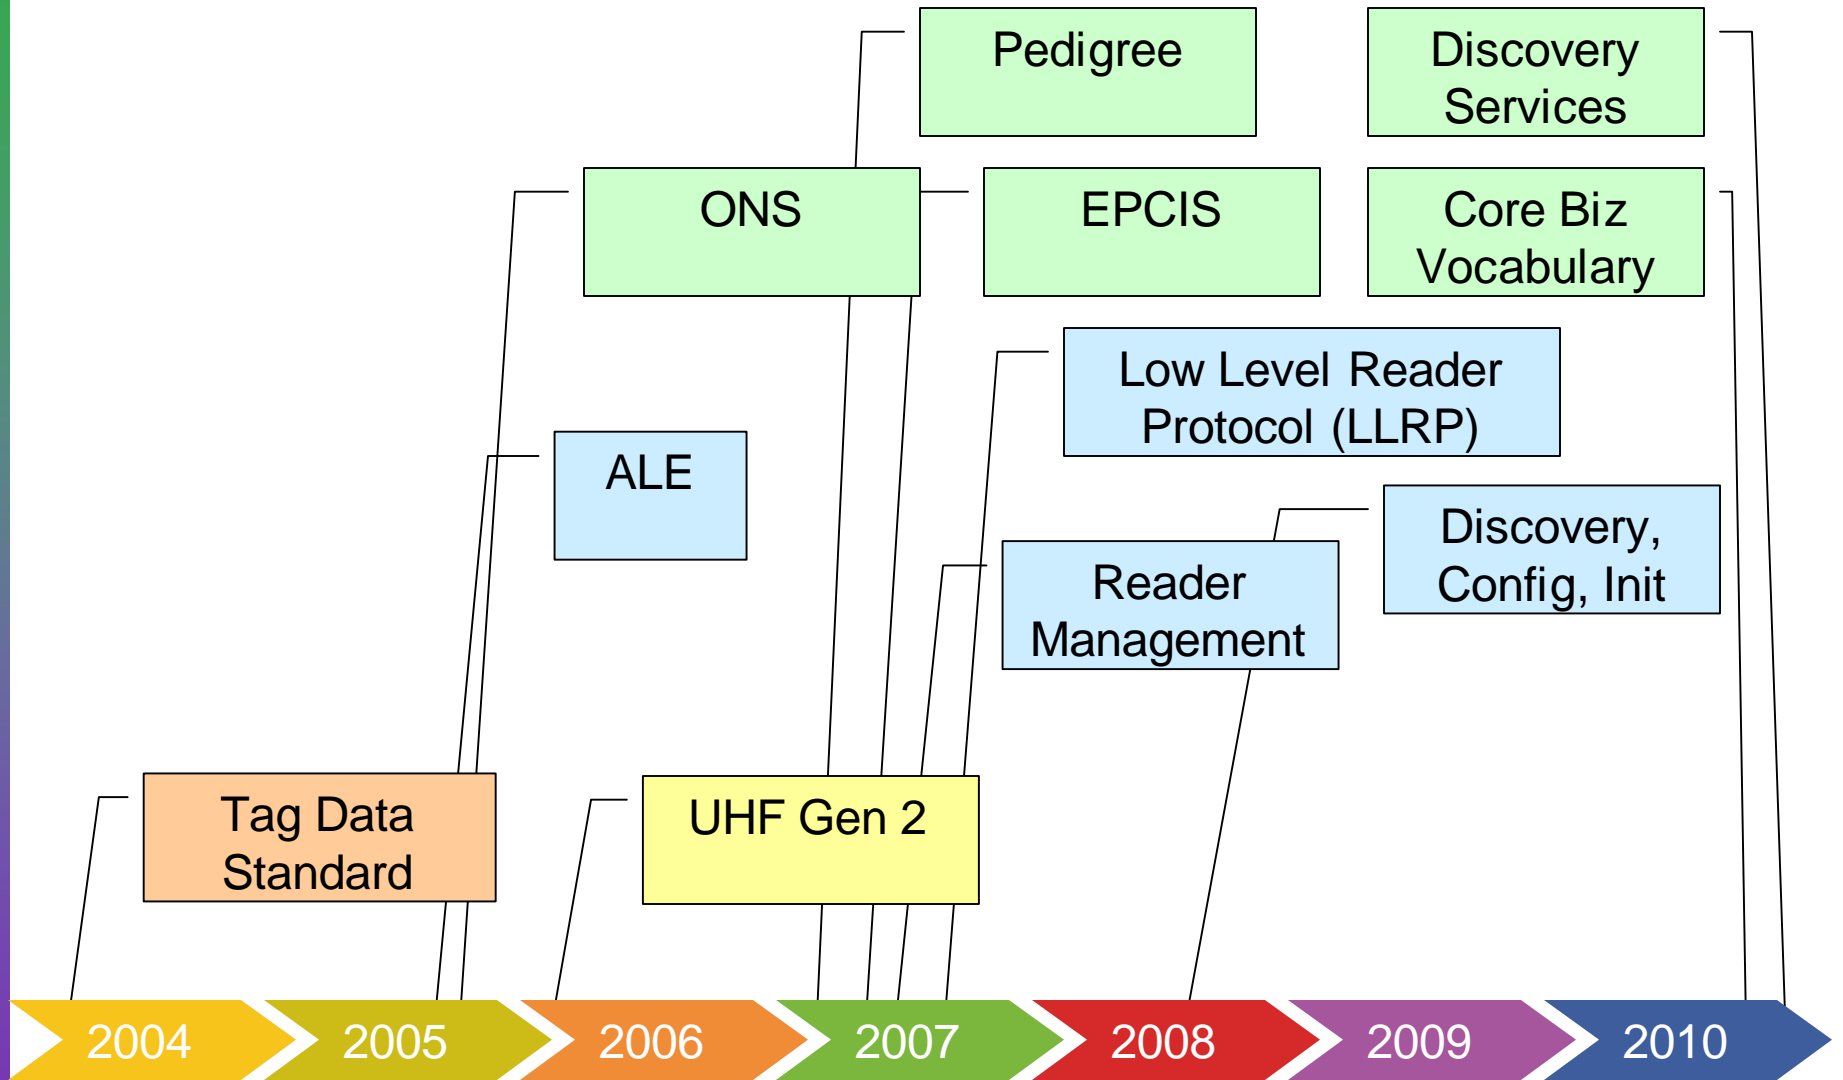 Pedigree
Discovery
Services
ONS
EPCIS
Core Biz
Vocabulary
Low Level Reader
Protocol (LLRP)
ALE
Discovery,
Config, Init
Reader
Management
Tag Data
Standard
UHF Gen 2
2004
2005
2006
2007
2008
2009
2010